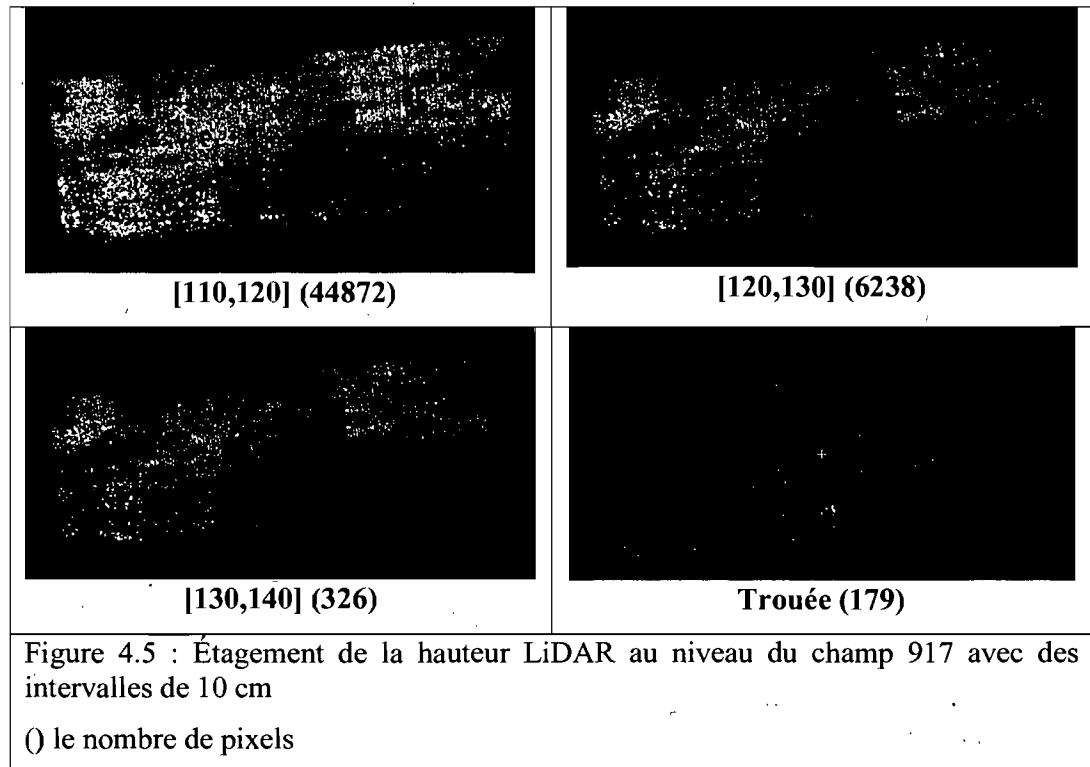 [110,120] (44872)
[120,130] (6238)
[130,140] (326)
Trouée (179)
Figure 4.5 : Étagement de la hauteur LiDAR au niveau du champ 917 avec des
intervalles de 10 cm
() le nombre de pixels